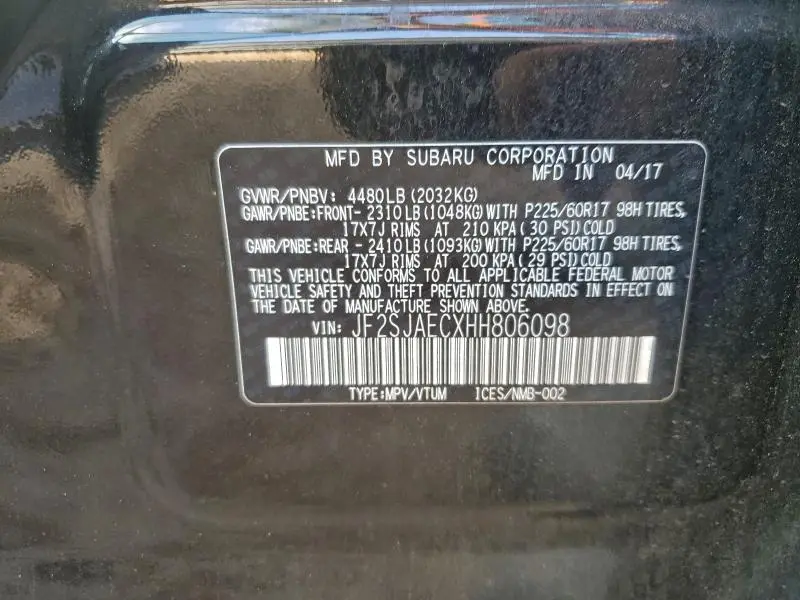 MFD BY SUBARU CORPORATION
MFD IN 04/17
GVWR/PNBV: 4480LB (2032KG)
GAWR/PNBE:FRONT- 2310LB (1048KG) WITH P225/60R17 98H TIRES,
17X7J RIMS AT 210 KPA ( 30 PSI) COLD
GAWR/PNBE:REAR - 2410LB (1093KG) WITH P225/60R17 98H TIRES,
17X7J RIMS AT 200 KPA ( 29 PSI) COLD
THIS VEHICLE CONFORMS TO ALL APPLICABLE FEDERAL MOTOR
VEHICLE SAFETY AND THEFT PREVENTION STANDARDS IN EFFECT ON
THE DATE OF MANUFACTURE SHOWN ABOVE.
VIN: JF2SJAECXHH806098
TYPE:MPV/VTUM ICES/NMB-002